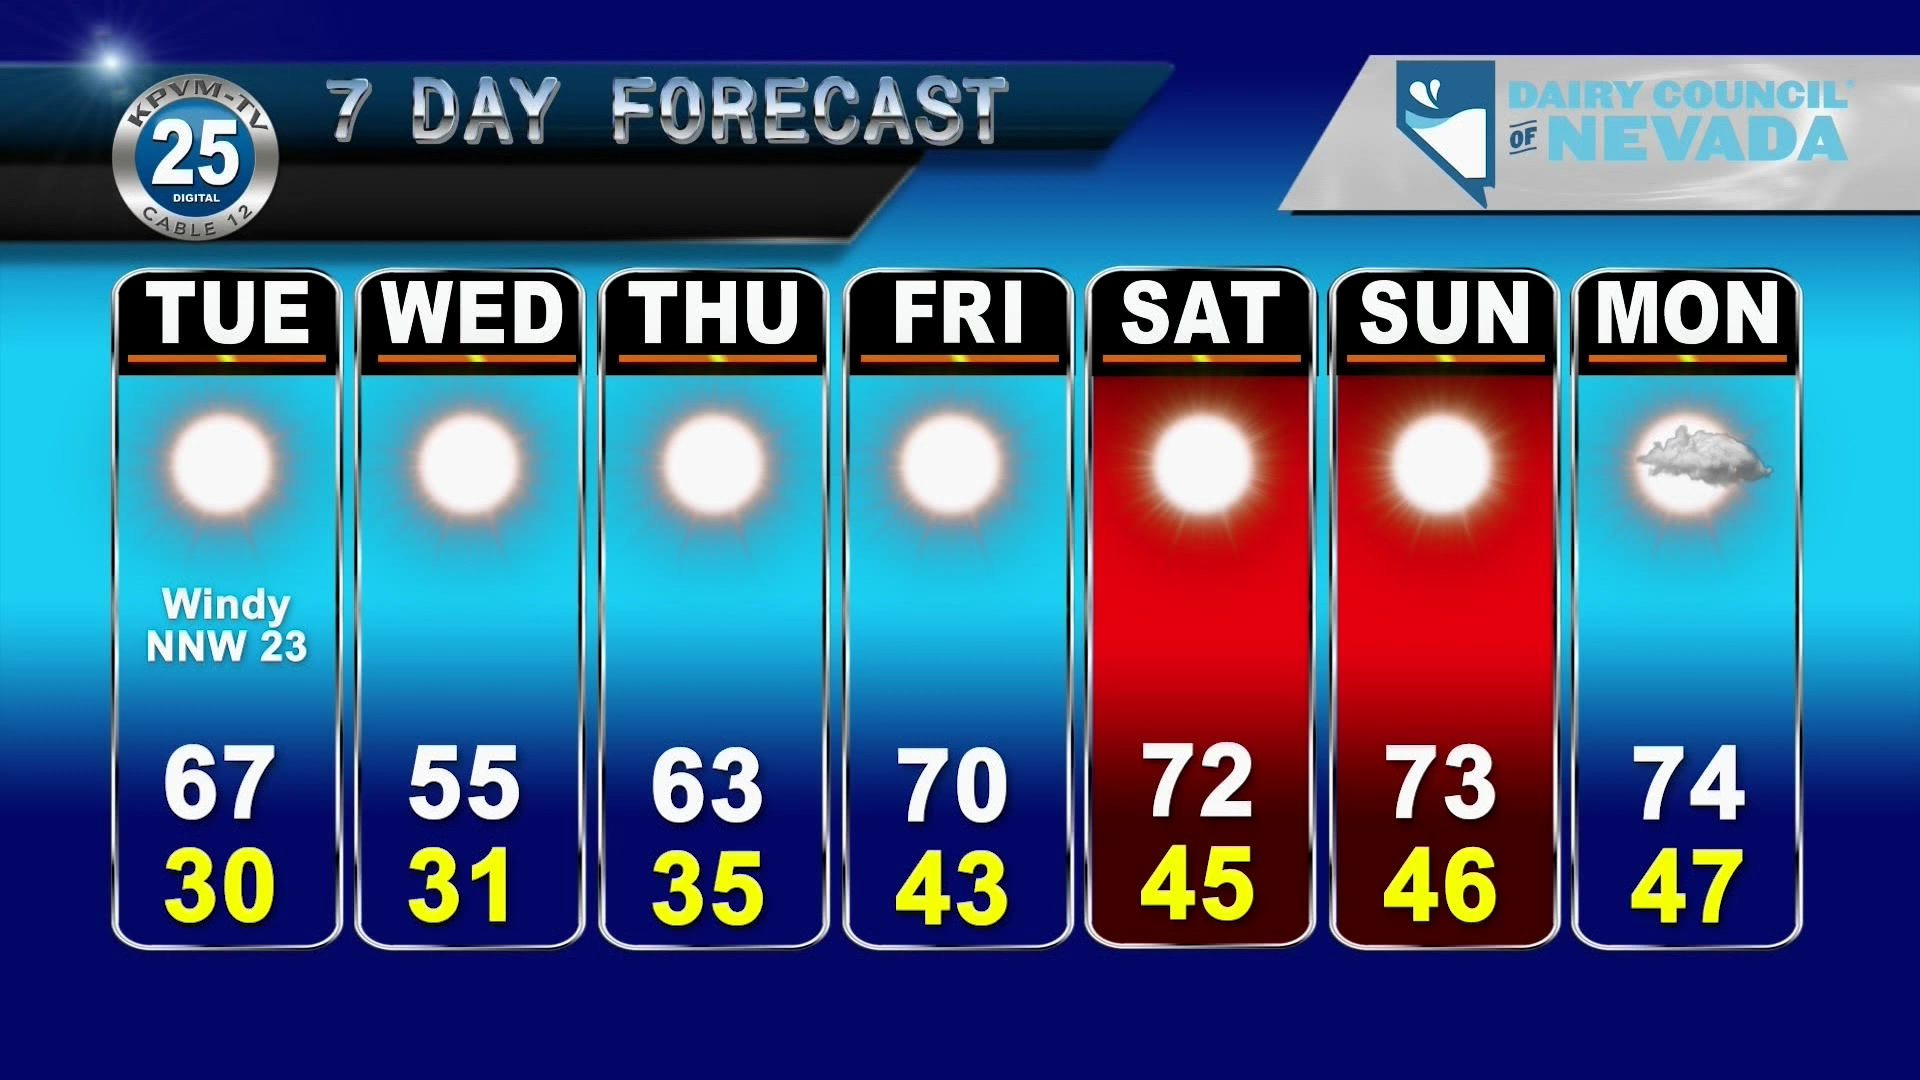 KPVM-TV
25
DIGITAL
CABLE 12
7 DAY FORECAST
DAIRY COUNCIL
OF NEVADA
TUE WED THU FRI SAT SUN MON
Windy
NNW 23
67 55 63 70 72 73 74
30 31 35 43 45 46 47